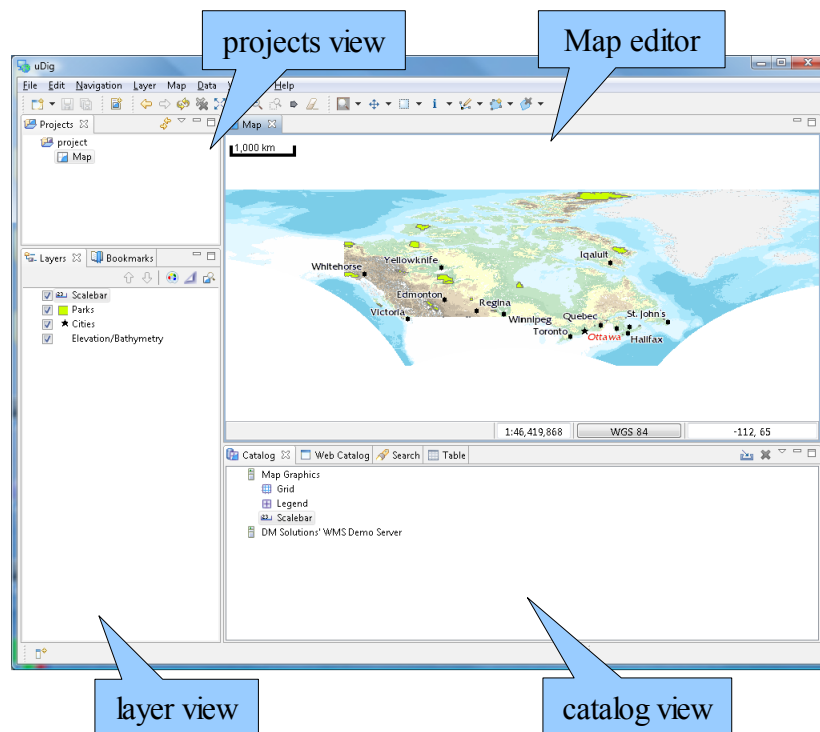 projects view
Map editor
uDig
File Edit Navigation Layer Map Data
Help
Projects
Map
project
Map
1,000 km
Layers
Bookmarks
Scalebar
Parks
Cities
Elevation/Bathymetry
Whitehorse
Yellowknife
Iqaluit
Edmonton
Regina
Victoria
Winnipeg
Quebec
St. John's
Toronto
Ottawa
Halifax
1:46,419,868
WGS 84
-112, 65
Catalog
Web Catalog
Search
Table
Map Graphics
Grid
Legend
Scalebar
DM Solutions' WMS Demo Server
layer view
catalog view